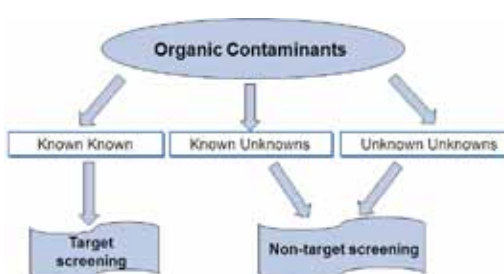 Organic Contaminants
Known Known
Known Unknowns
Unknown Unknowns
Target
screening
Non-target screening